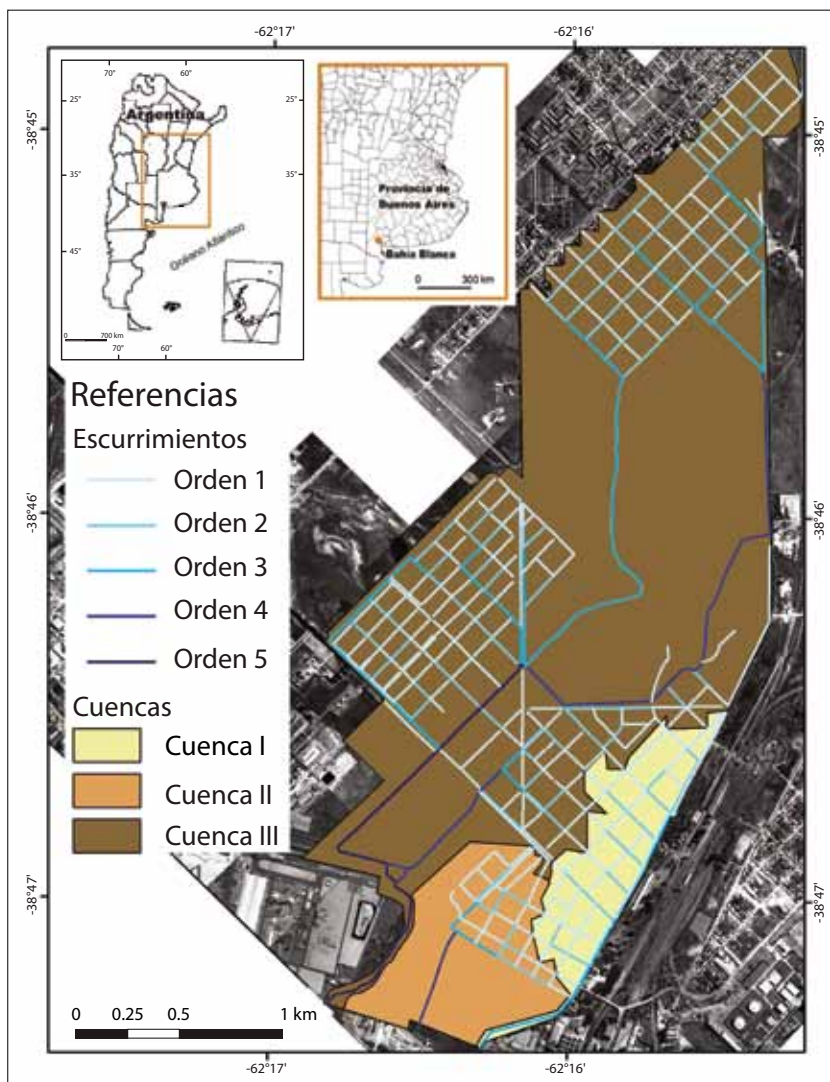 -62°17'
-62°16'
70°
60°
25°
25°
Argentina
35°
35°
45°
Océano Atlántico
0
700 km
70°
60°
Provincia de
Buenos Aires
Bahía Blanca
0
300 km
-38°45'
-38°45'
Referencias
Escurrimientos
Orden 1
Orden 2
Orden 3
Orden 4
Orden 5
Cuencas
Cuenca I
Cuenca II
Cuenca III
-38°46'
-38°46'
-38°47'
-38°47'
0
0.25
0.5
1 km
-62°17'
-62°16'